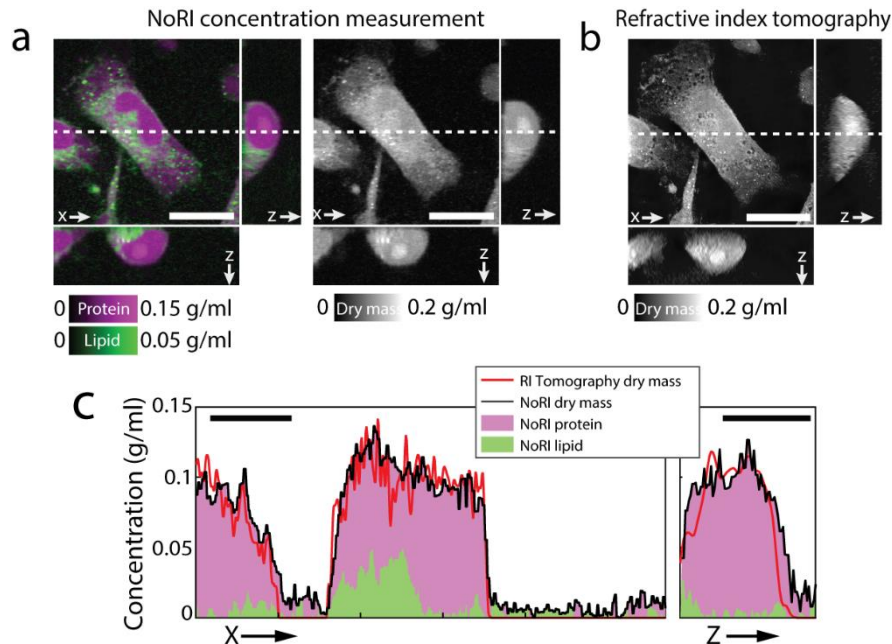 NoRI concentration measurement
Refractive index tomography
a
b
x
z
z
x
z
z
x
z
z
0 Protein 0.15 g/ml
0 Lipid 0.05 g/ml
0 Dry mass 0.2 g/ml
0 Dry mass 0.2 g/ml
c
RI Tomography dry mass
NoRI dry mass
NoRI protein
NoRI lipid
Concentration (g/ml)
0.15
0.1
0.05
0
X
Z